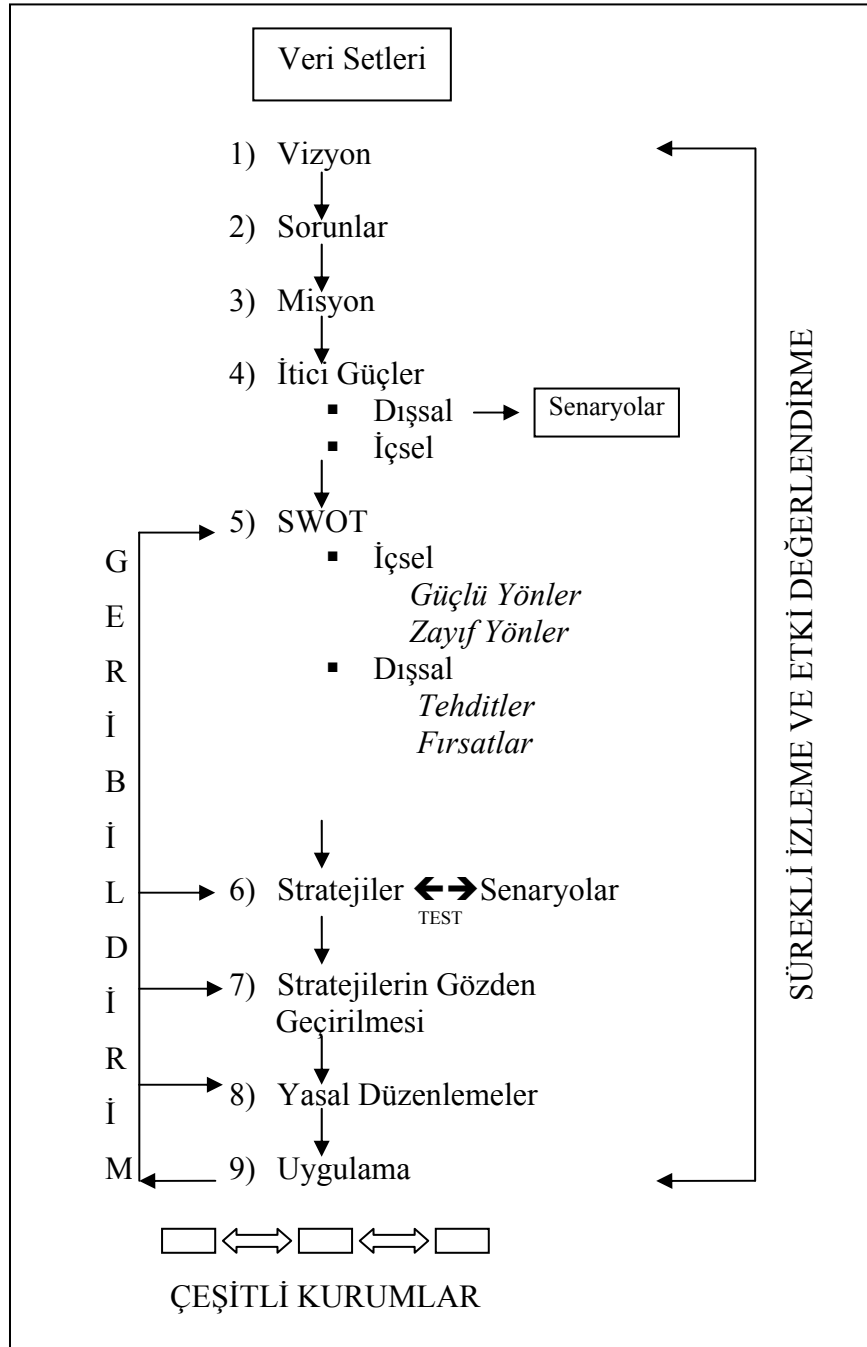 Veri Setleri
1) Vizyon
2) Sorunlar
3) Misyon
4) İtici Güçler
▪ Dışsal
Senaryolar
▪ İçsel
5) SWOT
▪ İçsel
Güçlü Yönler
Zayıf Yönler
▪ Dışsal
Tehditler
Fırsatlar
6) Stratejiler
Senaryolar
TEST
7) Stratejilerin Gözden
Geçirilmesi
8) Yasal Düzenlemeler
9) Uygulama
GERİBİLDİRİM
SÜREKLİ İZLEME VE ETKİ DEĞERLENDİRME
ÇEŞİTLİ KURUMLAR